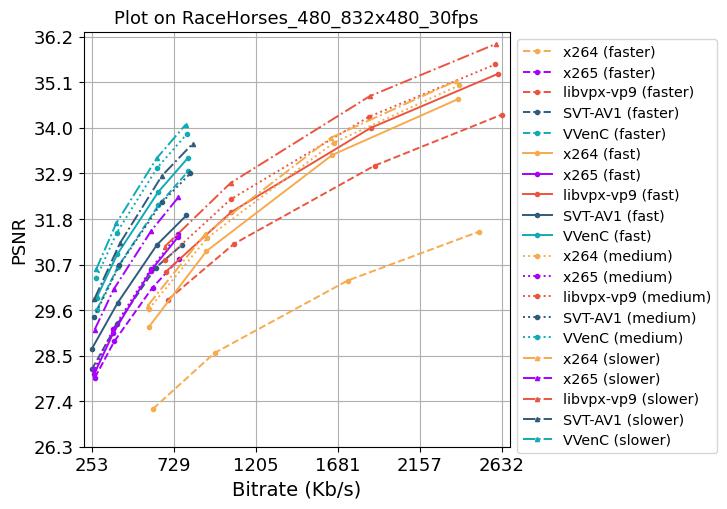 Plot on RaceHorses_480_832x480_30fps
PSNR
36.2
35.1
34.0
32.9
31.8
30.7
29.6
28.5
27.4
26.3
253 729 1205 1681 2157 2632
Bitrate (Kb/s)
x264 (faster)
x265 (faster)
libvpx-vp9 (faster)
SVT-AV1 (faster)
VVenC (faster)
x264 (fast)
x265 (fast)
libvpx-vp9 (fast)
SVT-AV1 (fast)
VVenC (fast)
x264 (medium)
x265 (medium)
libvpx-vp9 (medium)
SVT-AV1 (medium)
VVenC (medium)
x264 (slower)
x265 (slower)
libvpx-vp9 (slower)
SVT-AV1 (slower)
VVenC (slower)